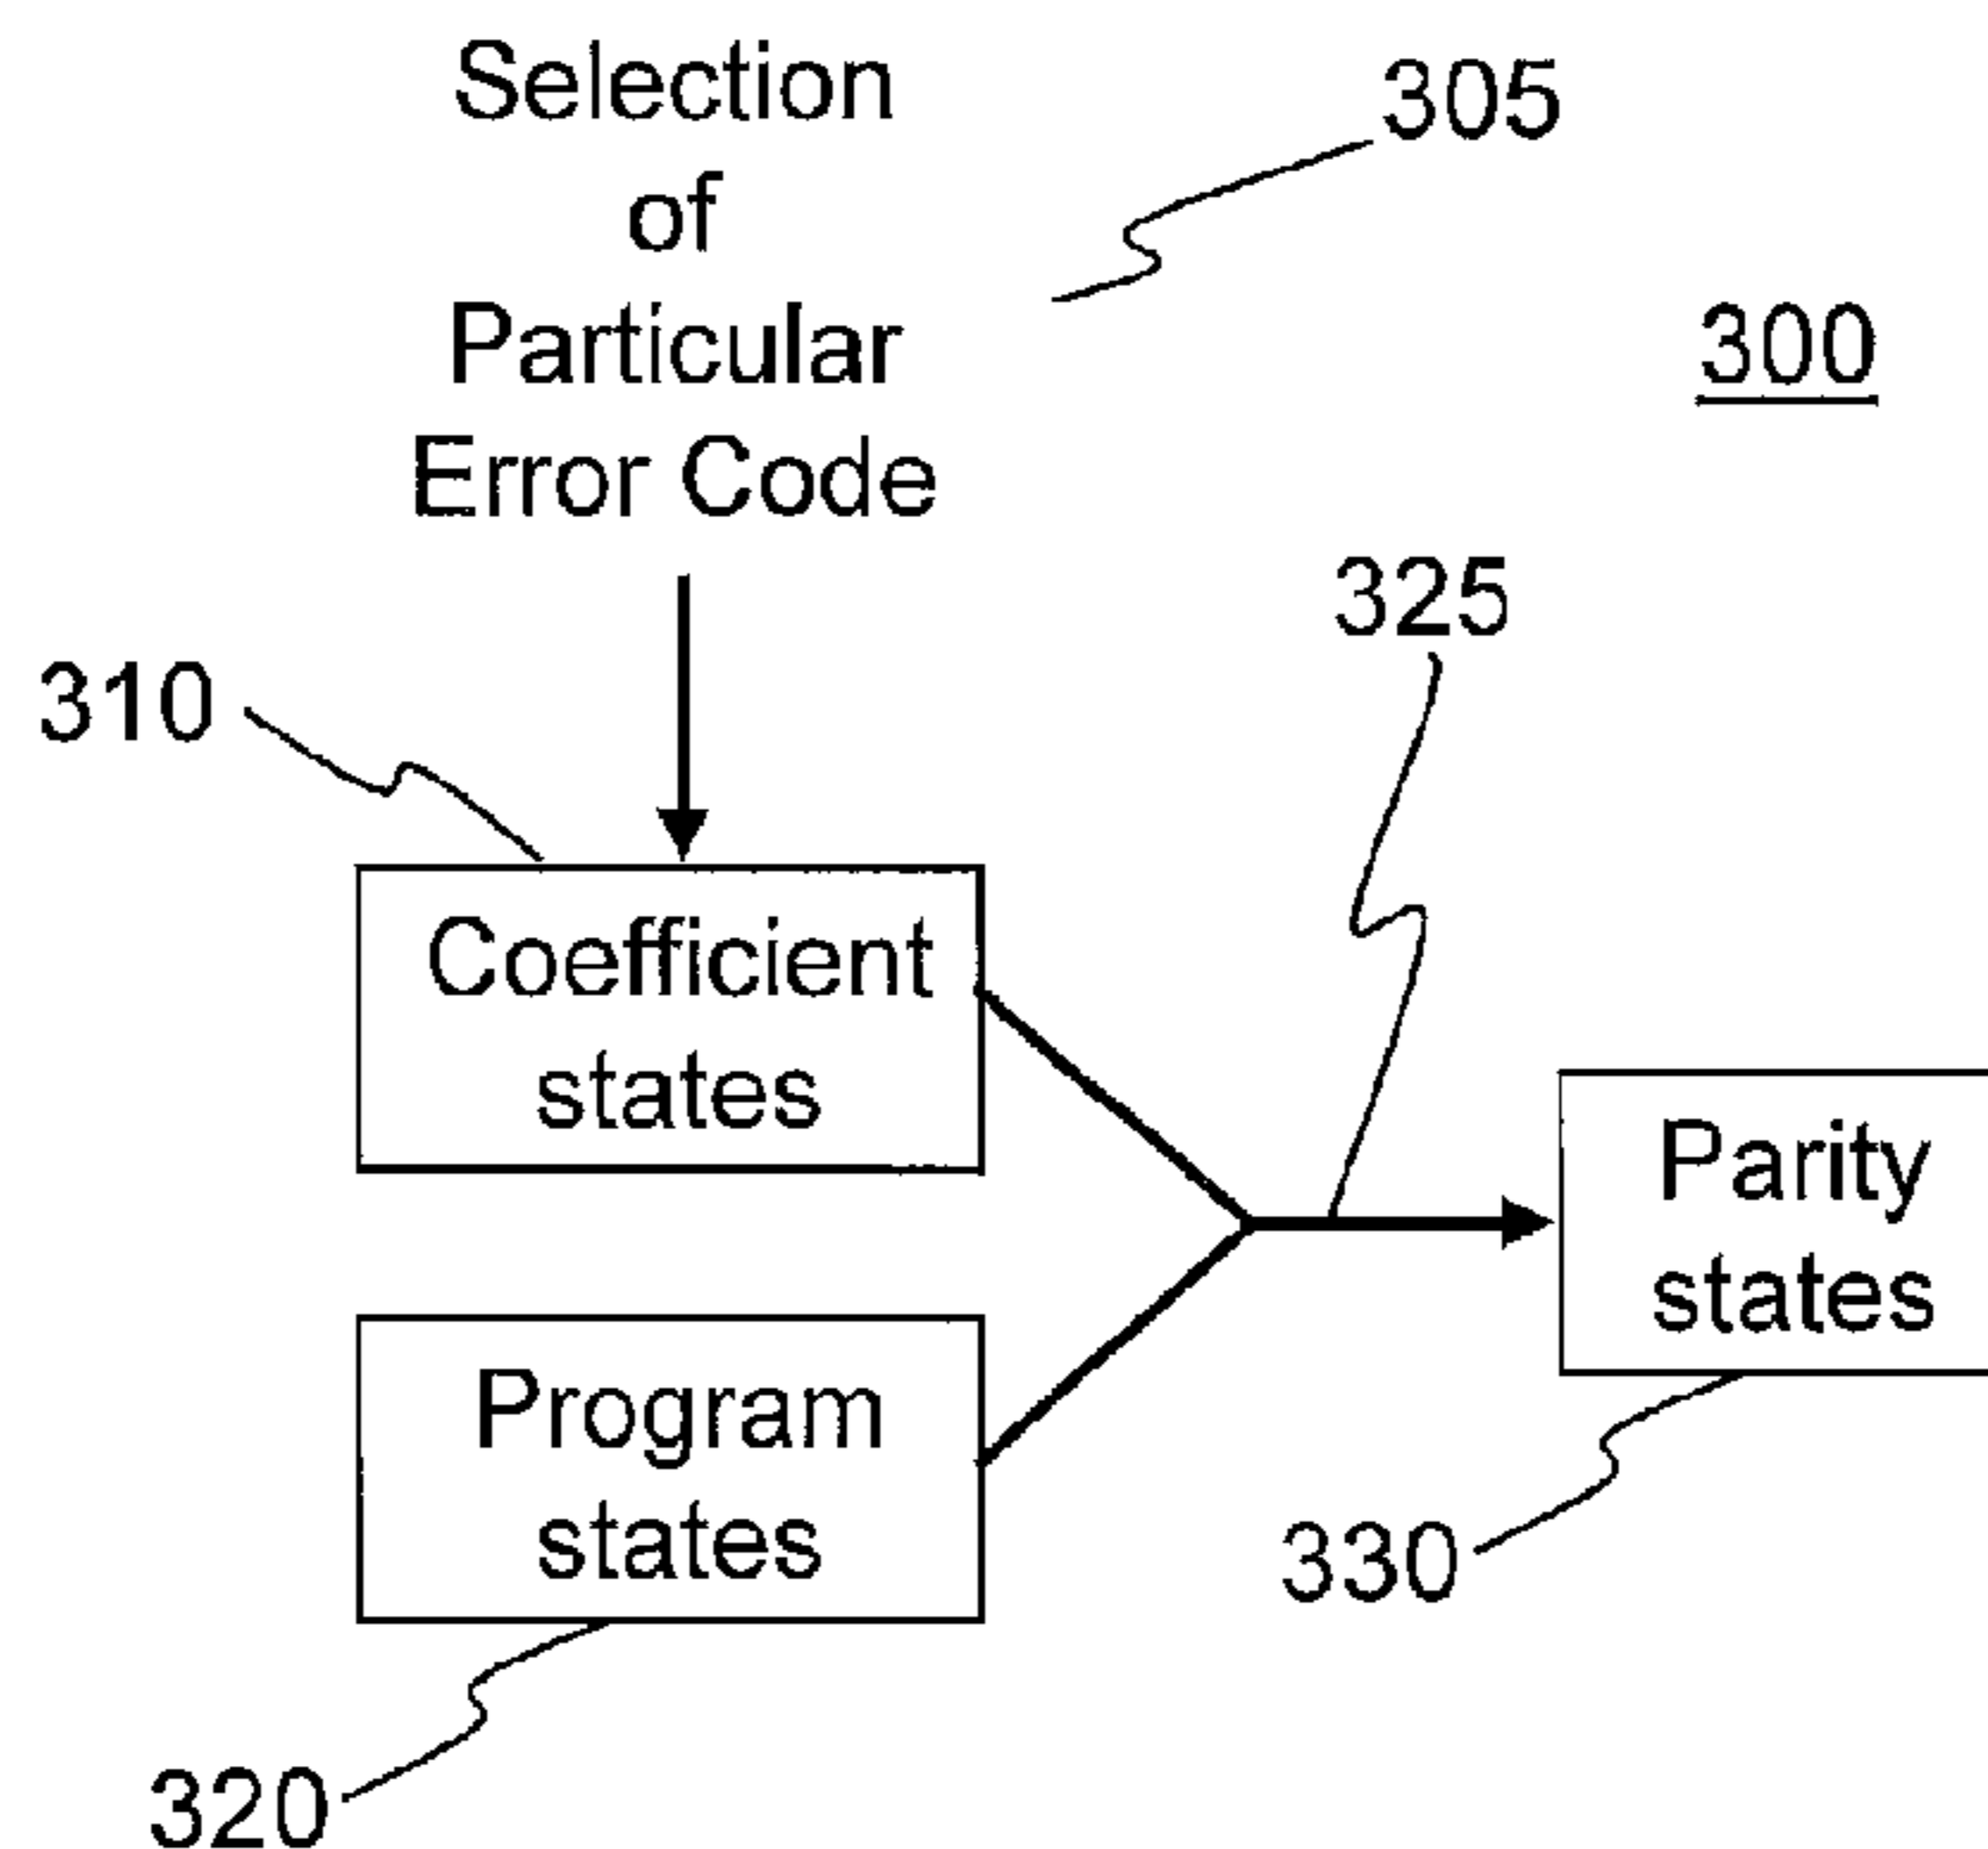 Selection
of
Particular
Error Code
305
300
325
310
Coefficient
states
Parity
states
Program
states
330
320